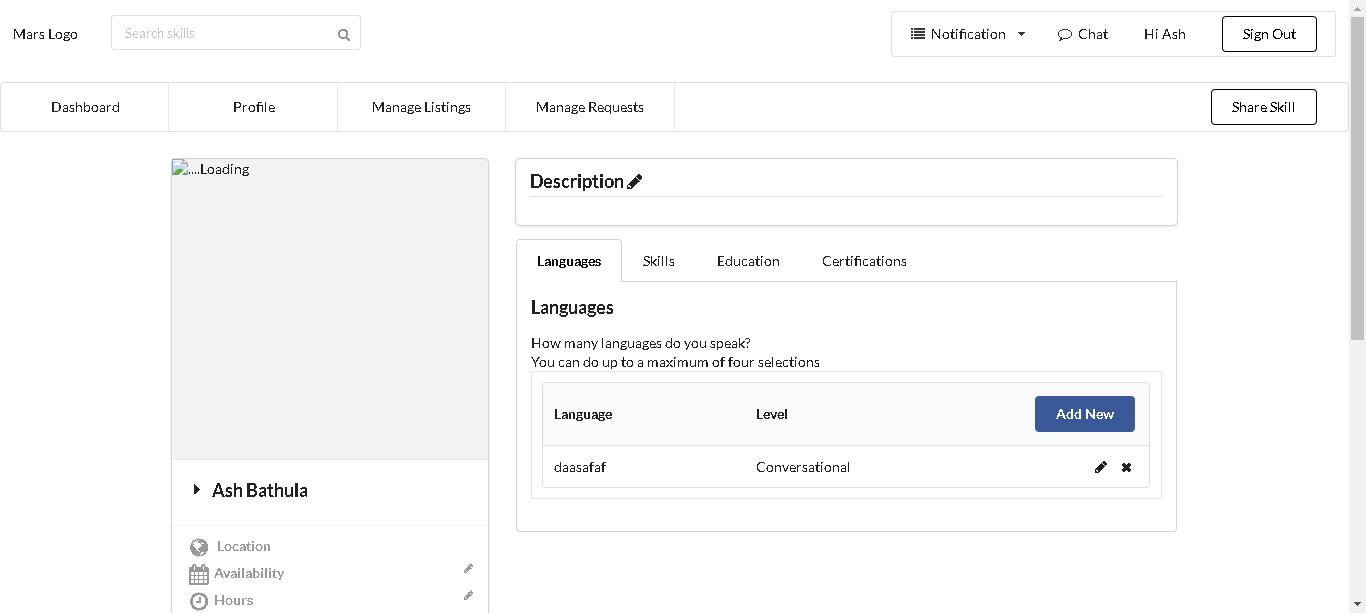 Mars Logo
Search skills
Notification
Chat
Hi Ash
Sign Out
Dashboard
Profile
Manage Listings
Manage Requests
Share Skill
....Loading
Ash Bathula
Location
Availability
Hours
Description
Languages
Skills
Education
Certifications
Languages
How many languages do you speak?
You can do up to a maximum of four selections
Language
Level
Add New
daasafaf
Conversational